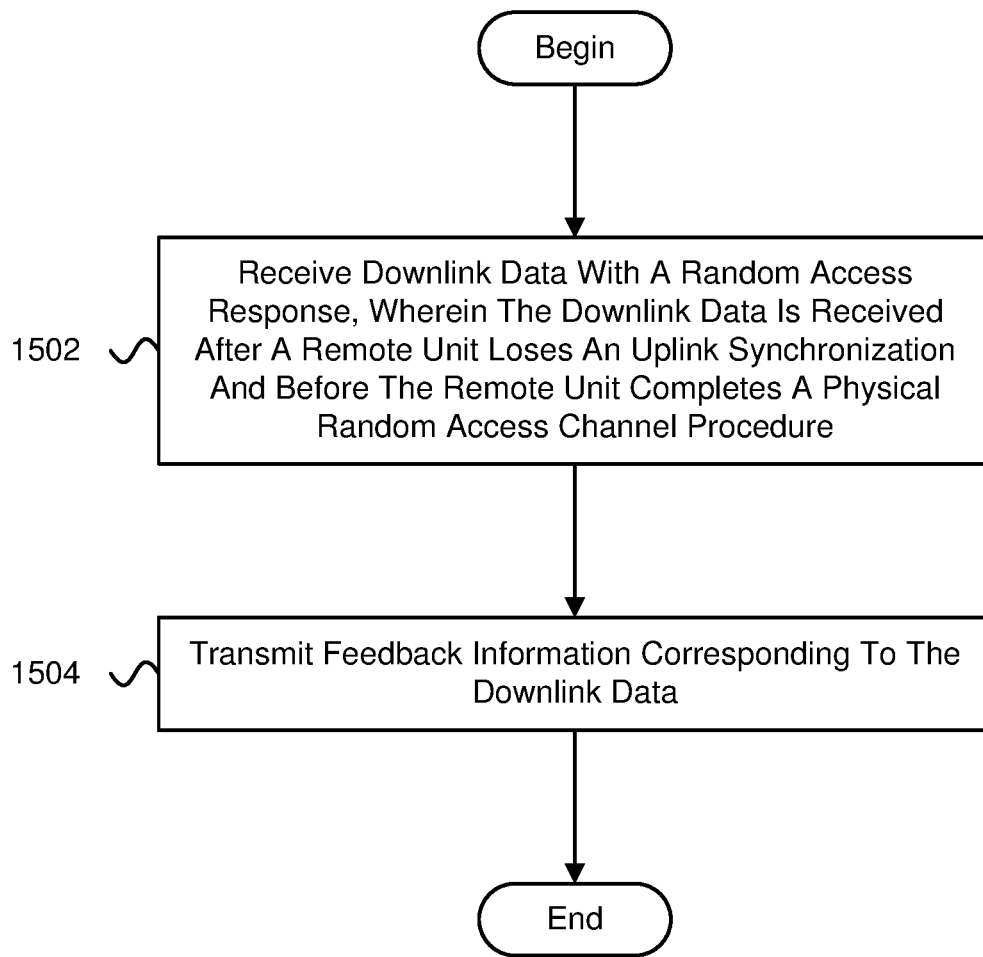 Begin
Receive Downlink Data With A Random Access
Response, Wherein The Downlink Data Is Received
1502
After A Remote Unit Loses An Uplink Synchronization
And Before The Remote Unit Completes A Physical
Random Access Channel Procedure
1504
Transmit Feedback Information Corresponding To The
Downlink Data
End